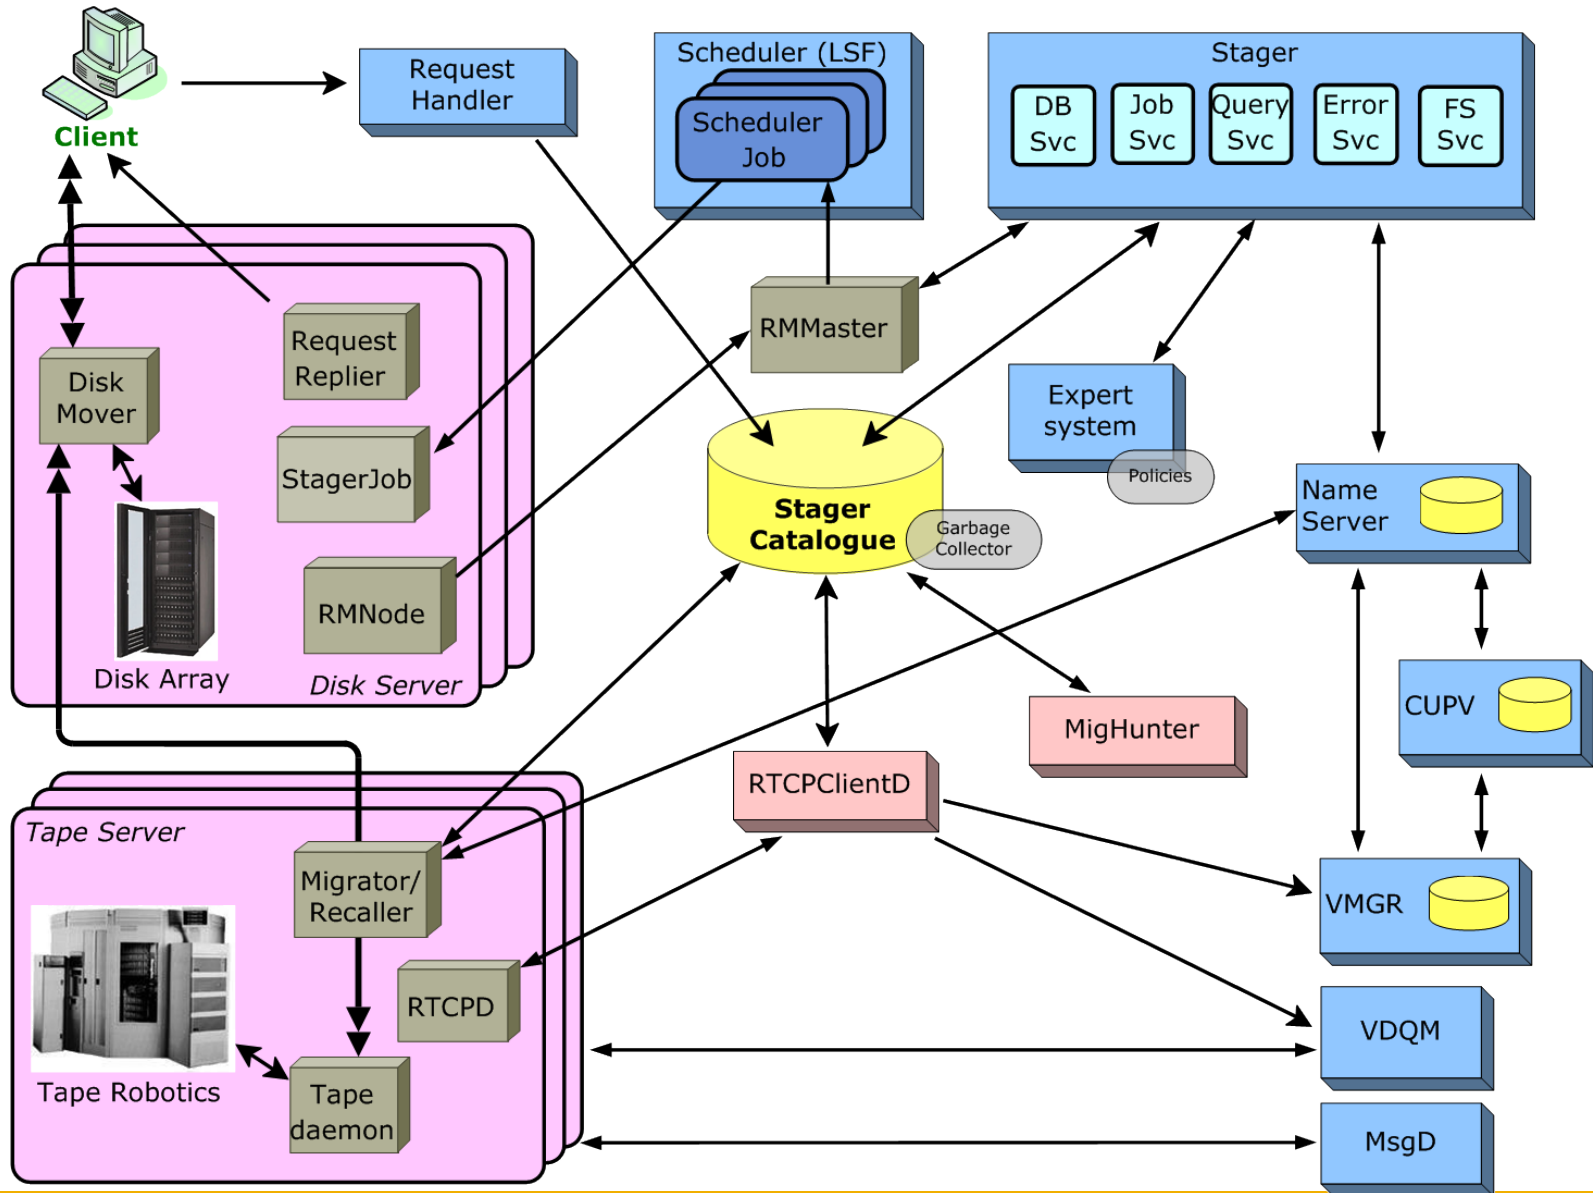 Client
Request
Handler
Scheduler (LSF)
Scheduler
Job
Stager
DB
Svc
Job
Svc
Query
Svc
Error
Svc
FS
Svc
Request
Replier
RMMaster
Disk
Mover
Expert
system
Policies
StagerJob
Stager
Catalogue
Garbage
Collector
Name
Server
RMNode
Disk Array
Disk Server
CUPV
MigHunter
RTCPClientD
Tape Server
Migrator/
Recaller
VMGR
RTCPD
VDQM
Tape Robotics
Tape
daemon
MsgD